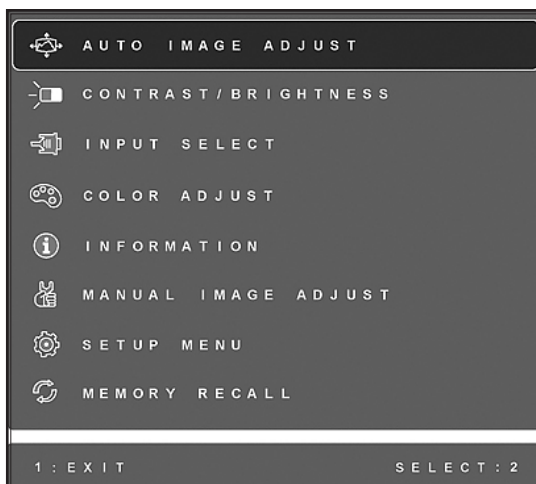 AUTO IMAGE ADJUST
CONTRAST/BRIGHTNESS
INPUT SELECT
COLOR ADJUST
INFORMATION
MANUAL IMAGE ADJUST
SETUP MENU
MEMORY RECALL
1:EXIT SELECT:2